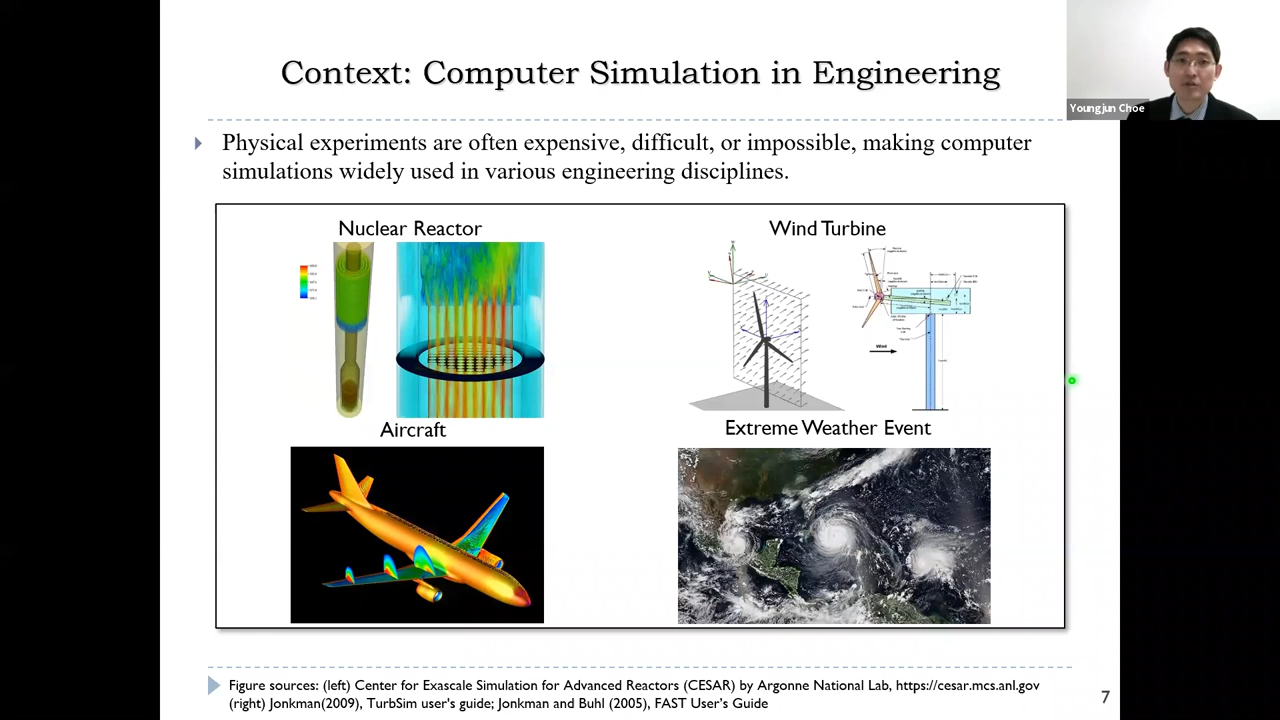 Context: Computer Simulation in Engineering
Youngjun Choe
Physical experiments are often expensive, difficult, or impossible, making computer
simulations widely used in various engineering disciplines.
Nuclear Reactor
Wind Turbine
Wind
Aircraft
Extreme Weather Event
Figure sources: (left) Center for Exascale Simulation for Advanced Reactors (CESAR) by Argonne National Lab, https://cesar.mcs.anl.gov
(right) Jonkman(2009), TurbSim user's guide; Jonkman and Buhl (2005), FAST User's Guide
7